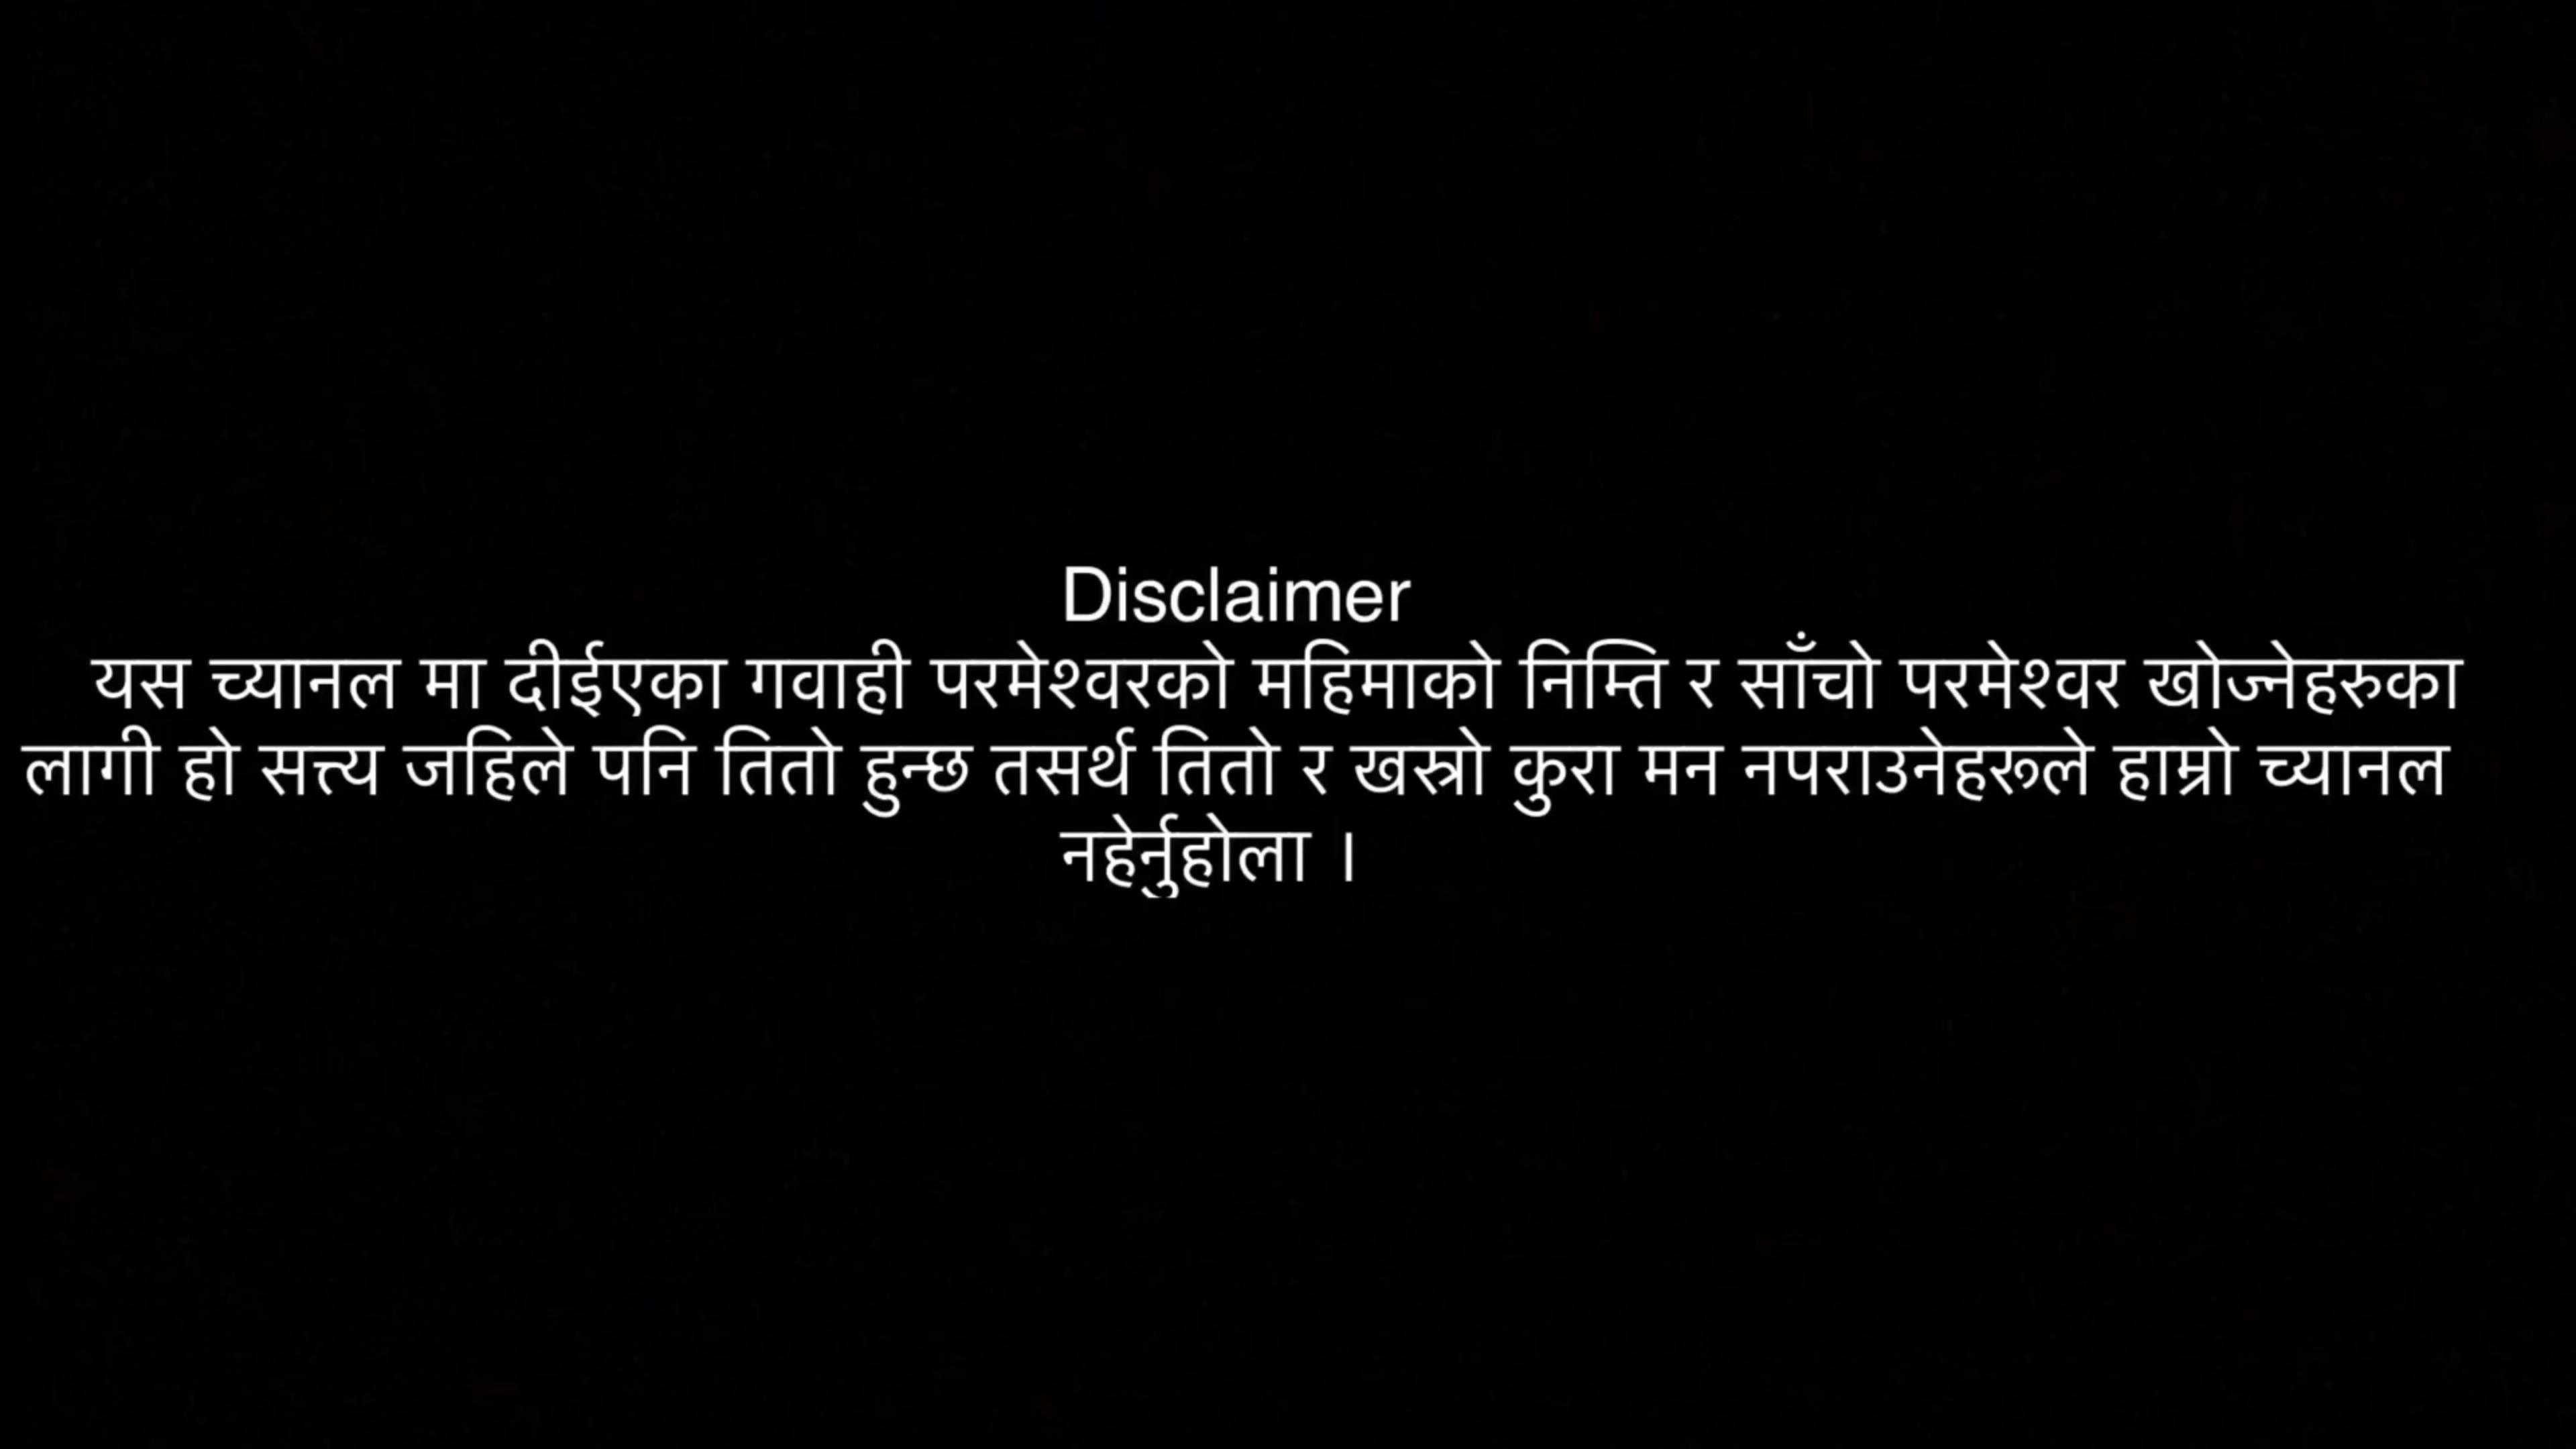 Disclaimer
यस च्यानल मा दीईएका गवाही परमेश्वरको महिमाको निम्ति र साँचो परमेश्वर खोज्नेहरुका
लागी हो सत्त्य जहिले पनि तितो हुन्छ तसर्थ तितो र खस्रो कुरा मन नपराउनेहरूले हाम्रो च्यानल
नहेर्नुहोला ।